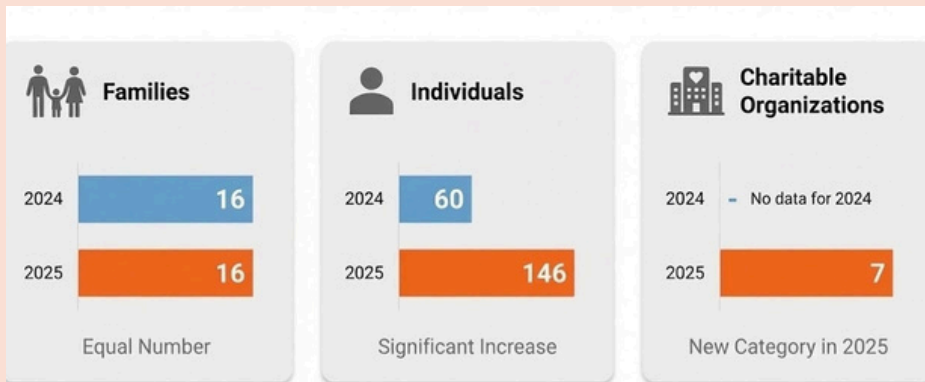 Families
2024
16
2025
16
Equal Number
Individuals
2024
60
2025
146
Significant Increase
Charitable
Organizations
2024
- No data for 2024
2025
7
New Category in 2025